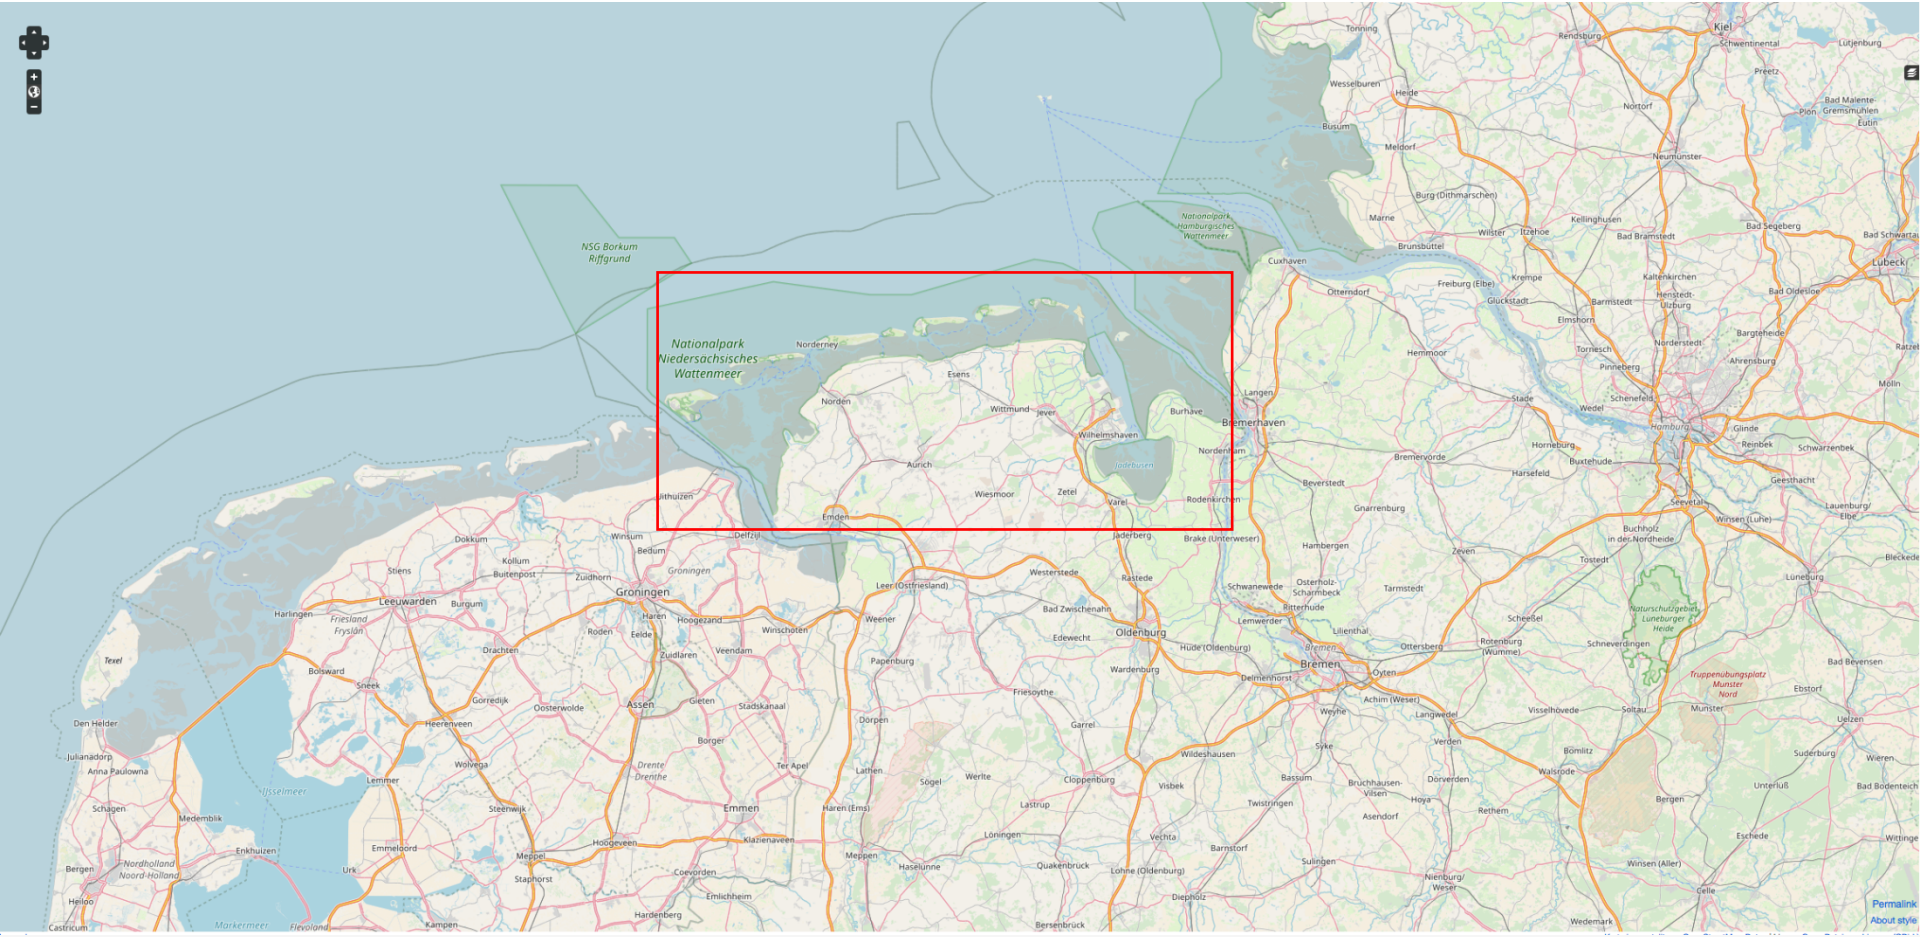 Kiel
Tönning
Rendsburg
Schwentinental
Lütjenburg
Preetz
Wesselburen
Heide
Nortorf
Bad Malente-
Gremsmühlen
Plön
Eutin
Büsum
Meldorf
Neumünster
Burg (Dithmarschen)
Marne
Kellinghusen
Wilster
Itzehoe
Bad Bramstedt
Bad Segeberg
Bad Schwartau
Nationalpark
Hamburgisches
Wattenmeer
NSG Borkum
Riffgrund
Brunsbüttel
Cuxhaven
Lübeck
Krempe
Kaltenkirchen
Freiburg (Elbe)
Glückstadt
Otterndorf
Barmstedt
Henstedt-
Ulzburg
Bad Oldesloe
Elmshorn
Bargteheide
Norderstedt
Tornesch
Hemmoor
Ahrensburg
Pinneberg
Nationalpark
Niedersächsisches
Wattenmeer
Norderney
Esens
Norden
Langen
Mölln
Stade
Schenefeld
Wedel
Wittmund
Jever
Burhave
Bremerhaven
Hamburg
Glinde
Reinbek
Schwarzenbek
Wilhelmshaven
Horneburg
Nordenham
Bremervörde
Buxtehude
Aurich
Jadebusen
Harsefeld
Geesthacht
Beverstedt
Wiesmoor
Zetel
Varel
Rodenkirchen
Seevetal
Gnarrenburg
Lauenburg/
Elbe
Winsen (Luhe)
Emden
Buchholz
in der Nordheide
Delfzijl
Winsum
Bedum
Jaderberg
Brake (Unterweser)
Hambergen
Zeven
Tostedt
Dokkum
Kollum
Buitenpost
Zuidhorn
Groningen
Groningen
Westerstede
Rastede
Stiens
Leeuwarden
Burgum
Leer (Ostfriesland)
Schwanewede
Osterholz-
Scharmbeck
Tarmstedt
Lüneburg
Harlingen
Friesland
Fryslân
Haren
Hoogezand
Weener
Bad Zwischenahn
Ritterhude
Lemwerder
Naturschutzgebiet
Lüneburger
Heide
Scheeßel
Roden
Eelde
Winschoten
Oldenburg
Edewecht
Lilienthal
Rotenburg
(Wümme)
Schneverdingen
Drachten
Zuidlaren
Veendam
Papenburg
Hude (Oldenburg)
Bremen
Bremen
Ottersberg
Texel
Bolsward
Sneek
Wardenburg
Delmenhorst
Oyten
Bad Bevensen
Truppenübungsplatz
Munster
Nord
Gorredijk
Oosterwolde
Assen
Gieten
Stadskanaal
Friesoythe
Achim (Weser)
Ebstorf
Den Helder
Heerenveen
Dörpen
Garrel
Weyhe
Langwedel
Visselhövede
Soltau
Munster
Uelzen
Borger
Wildeshausen
Syke
Verden
Bomlitz
Suderburg
Wieren
Julianadorp
Anna Paulowna
Wolvega
Drente
Drenthe
Ter Apel
Lathen
Sögel
Werlte
Cloppenburg
Visbek
Bassum
Bruchhausen-
Vilsen
Dörverden
Walsrode
Unterlüß
Bad Bodenteich
Lemmer
IJsselmeer
Schagen
Medemblik
Steenwijk
Emmen
Haren (Ems)
Lastrup
Twistringen
Hoya
Asendorf
Rethem
Bergen
Löningen
Vechta
Eschede
Hoogeveen
Klazienaveen
Enkhuizen
Emmeloord
Meppel
Meppen
Barnstorf
Bergen
Nordholland
Noord-Holland
Urk
Staphorst
Coevorden
Haselünne
Quakenbrück
Lohne (Oldenburg)
Sulingen
Winsen (Aller)
Nienburg/
Weser
Celle
Heiloo
Emlichheim
Diepholz
Permalink
Castricum
Markermeer
Flevoland
Kampen
Hardenberg
Bersenbrück
Wedemark
About style